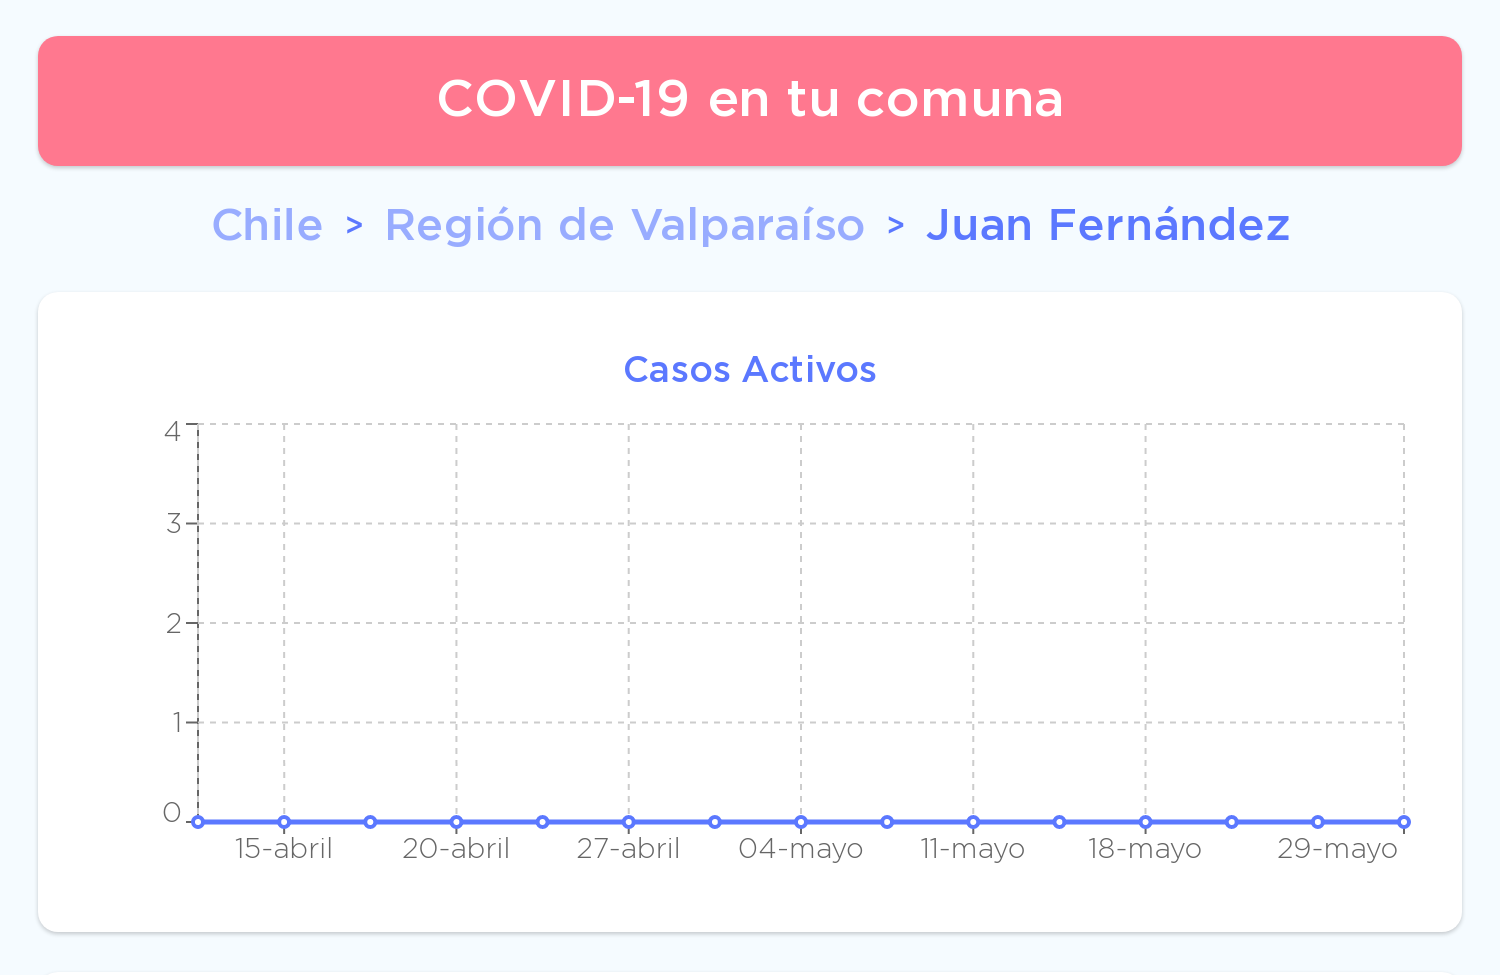 COVID-19 en tu comuna
Chile > Región de Valparaíso > Juan Fernández
Casos Activos
4
3
2
1
0
15-abril 20-abril 27-abril 04-mayo 11-mayo 18-mayo 29-mayo